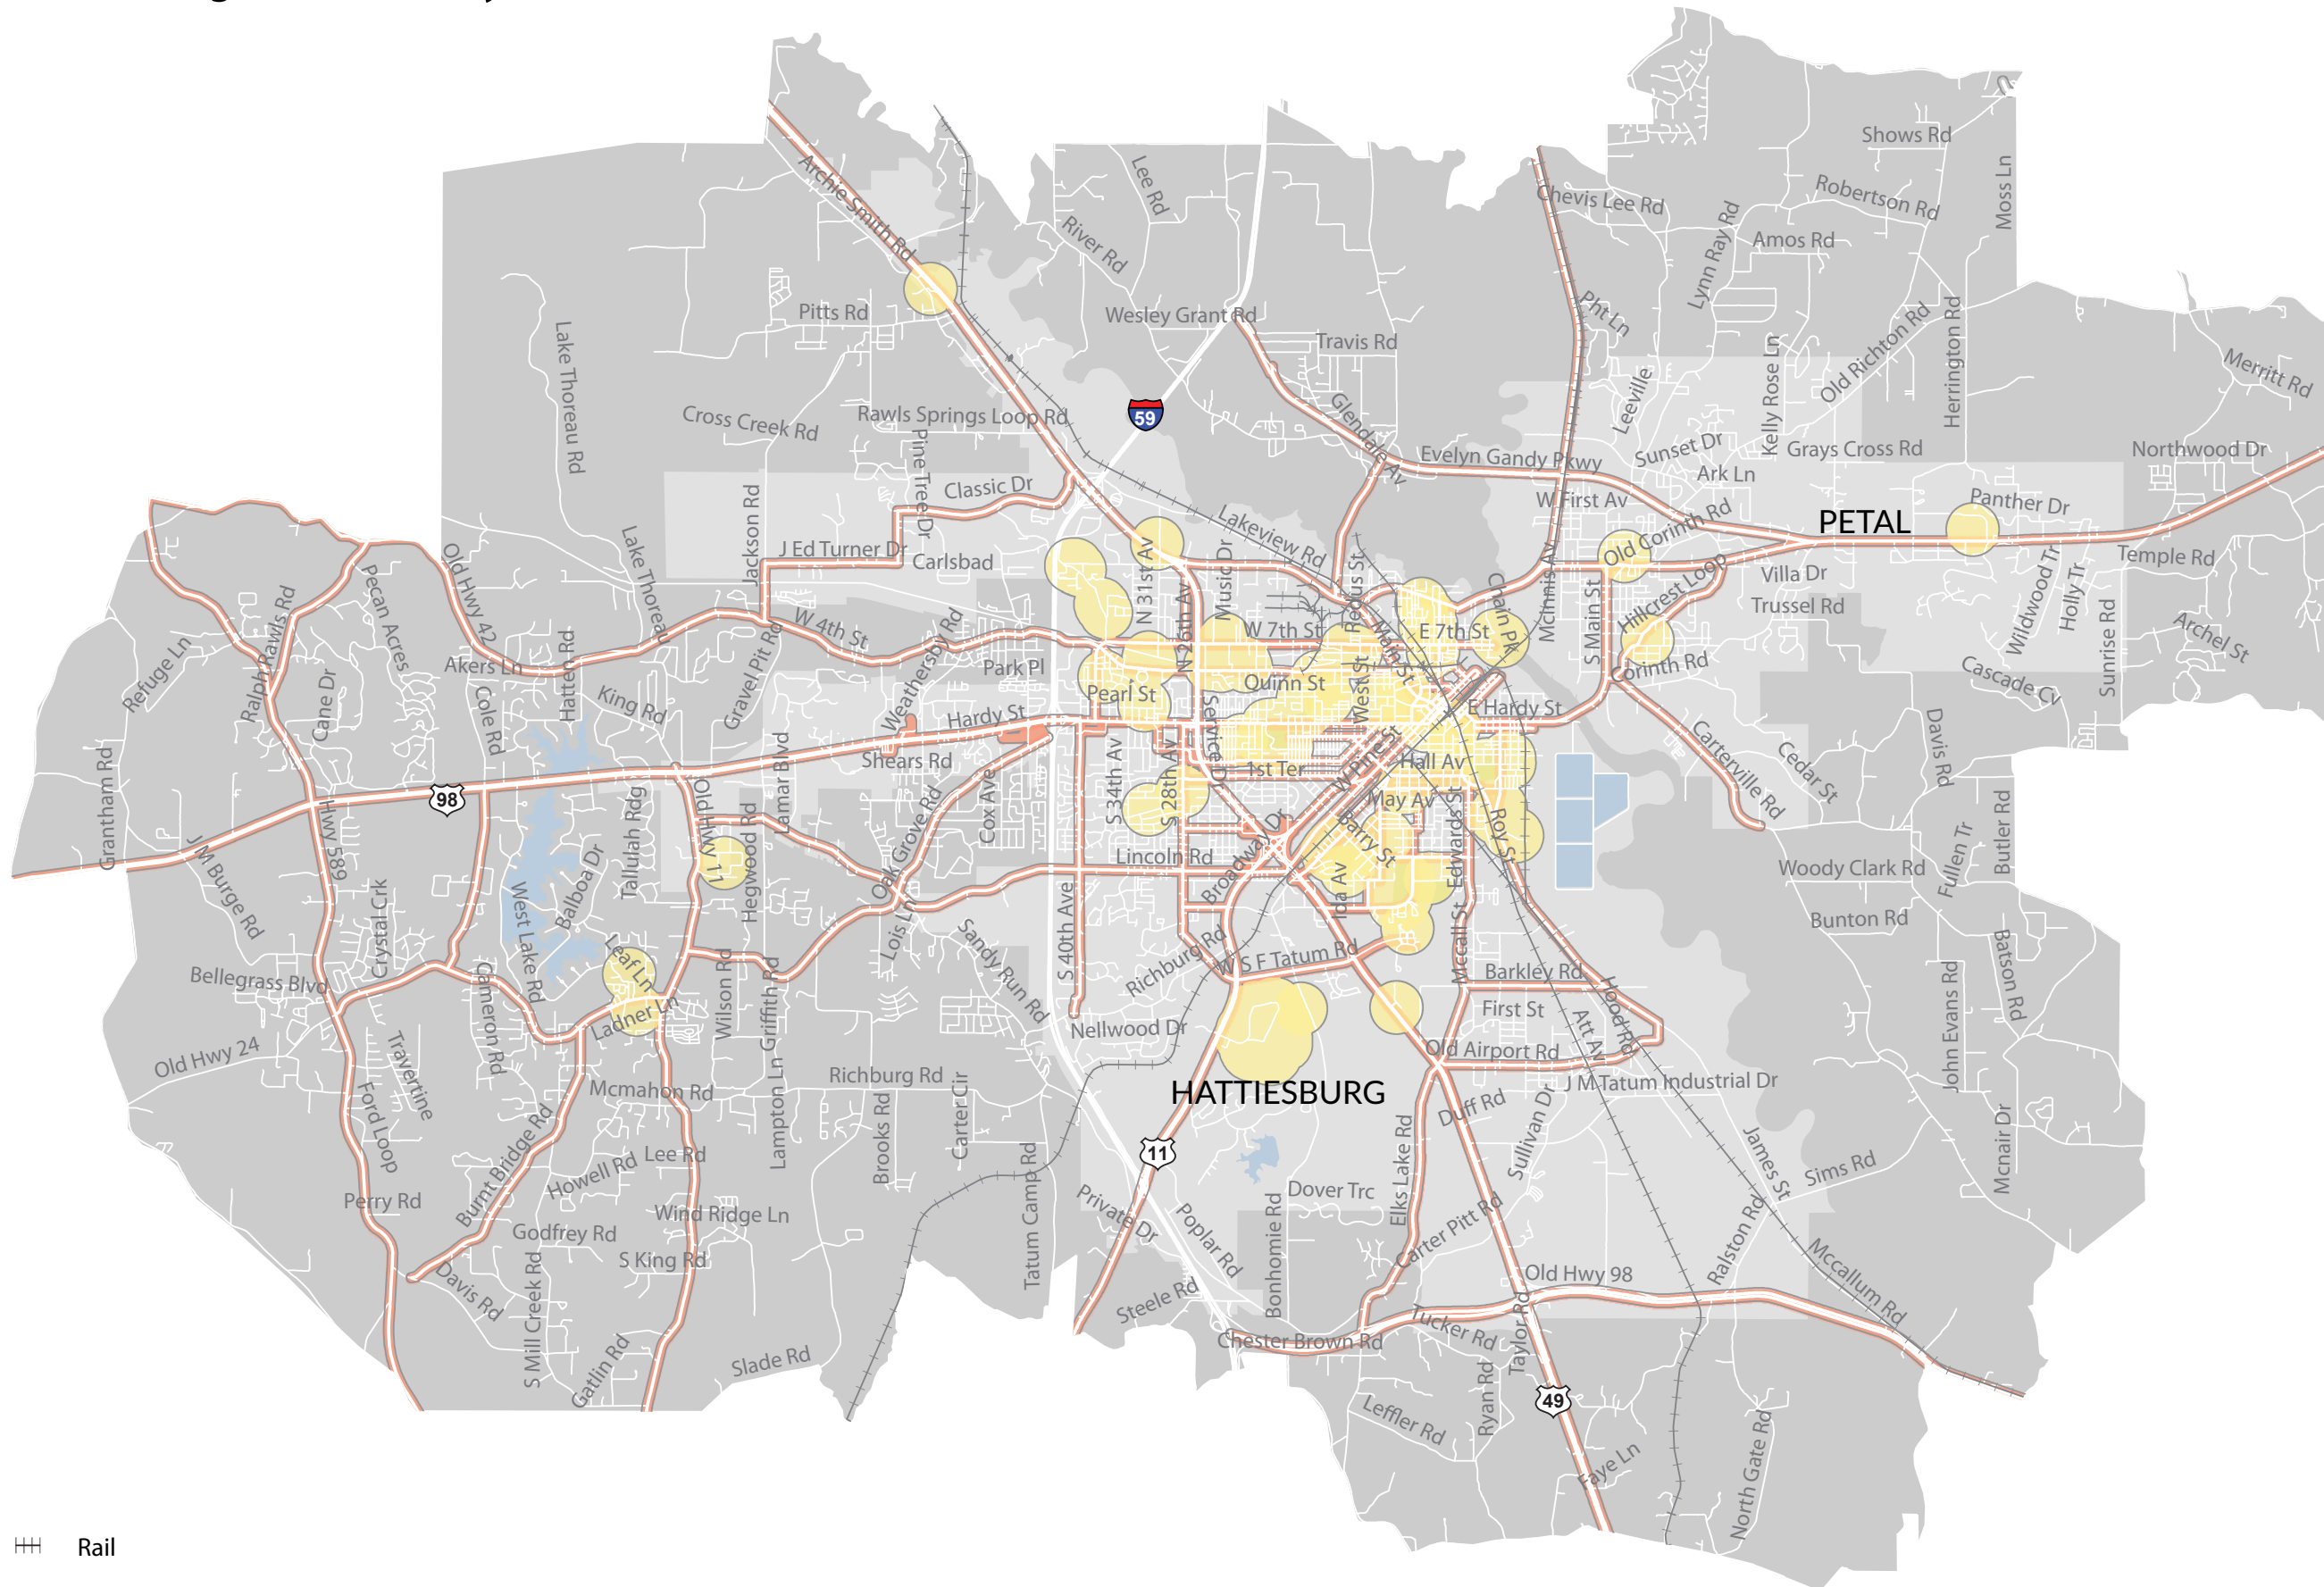 Shows Rd
Archie Smith Rd
Lee Rd
Chevis Lee Rd
Robertson Rd
Moss Ln
River Rd
Lynn Ray Rd
Amos Rd
Pitts Rd
Wesley Grant Rd
Pht Ln
Travis Rd
Lake Thoreau Rd
Old Richton Rd
Herrington Rd
Kelly Rose Ln
Merritt Rd
Cross Creek Rd
Rawls Springs Loop Rd
59
Glendale Av
Leeville
Pine Tree Dr
Evelyn Gandy Pkwy
Sunset Dr
Grays Cross Rd
Northwood Dr
Ark Ln
Classic Dr
W First Av
Panther Dr
Jackson Rd
Lakeview Rd
Old Corinth Rd
PETAL
J Ed Turner Dr
Carlsbad
Temple Rd
Old Hwy 42
Lake Thoreau
N 31st Av
Music Dr
Villa Dr
Pecan Acres
N 26th Av
Redus St
Chain Pk
McInnis Av
S Main St
Hillcrest Loop
Trussel Rd
Wildwood Tr
Holly Tr
Ralph Rawls Rd
W 4th St
Weathersby Rd
W 7th St
Main St
E 7th St
Sunrise Rd
Archel St
Refuge Ln
Akers Ln
Hatten Rd
Gravel Pit Rd
Park Pl
Corinth Rd
Cascade Cv
Cane Dr
Cole Rd
King Rd
Pearl St
Quinn St
West St
Hardy St
E Hardy St
Service Dr
Carterville Rd
Davis Rd
Grantham Rd
Lamar Blvd
Shears Rd
S 34th Av
S 28th Av
1st Ter
W Pine St
Hall Av
Cedar St
98
Hwy 589
Tallulah Rdg
Old Hwy 11
Hegwood Rd
Cox Ave
May Av
Roy St
Butler Rd
J M Burge Rd
Balboa Dr
Oak Grove Rd
Lincoln Rd
Broadway Dr
Barry St
Edwards St
Woody Clark Rd
Fullen Tr
Crystal Crk
West Lake Rd
Lois Ln
S 40th Ave
Ida Av
Bunton Rd
Bellegrass Blvd
Leaf Ln
Sandy Run Rd
Richburg Rd
W S F Tatum Rd
Mccall St
Barkley Rd
Batson Rd
Cameron Rd
Ladner Ln
Wilson Rd
Griffith Rd
First St
Hood Rd
John Evans Rd
Old Hwy 24
Travertine
Nellwood Dr
Old Airport Rd
Att Av
Ford Loop
Mcmahon Rd
Lampton Ln
Richburg Rd
HATTIESBURG
J M Tatum Industrial Dr
Duff Rd
Brooks Rd
Carter Cir
Sullivan Dr
Mcnair Dr
Burnt Bridge Rd
Howell Rd
Lee Rd
11
Elks Lake Rd
James St
Sims Rd
Perry Rd
Tatum Camp Rd
Private Dr
Dover Trc
Godfrey Rd
Wind Ridge Ln
Poplar Rd
Bonhomie Rd
Carter Pitt Rd
Ralston Rd
S King Rd
Davis Rd
S Mill Creek Rd
Steele Rd
Old Hwy 98
Mccallum Rd
Gatlin Rd
Slade Rd
Chester Brown Rd
Tucker Rd
Taylor Rd
Ryan Rd
49
Leffler Rd
Faye Ln
North Gate Rd
Rail